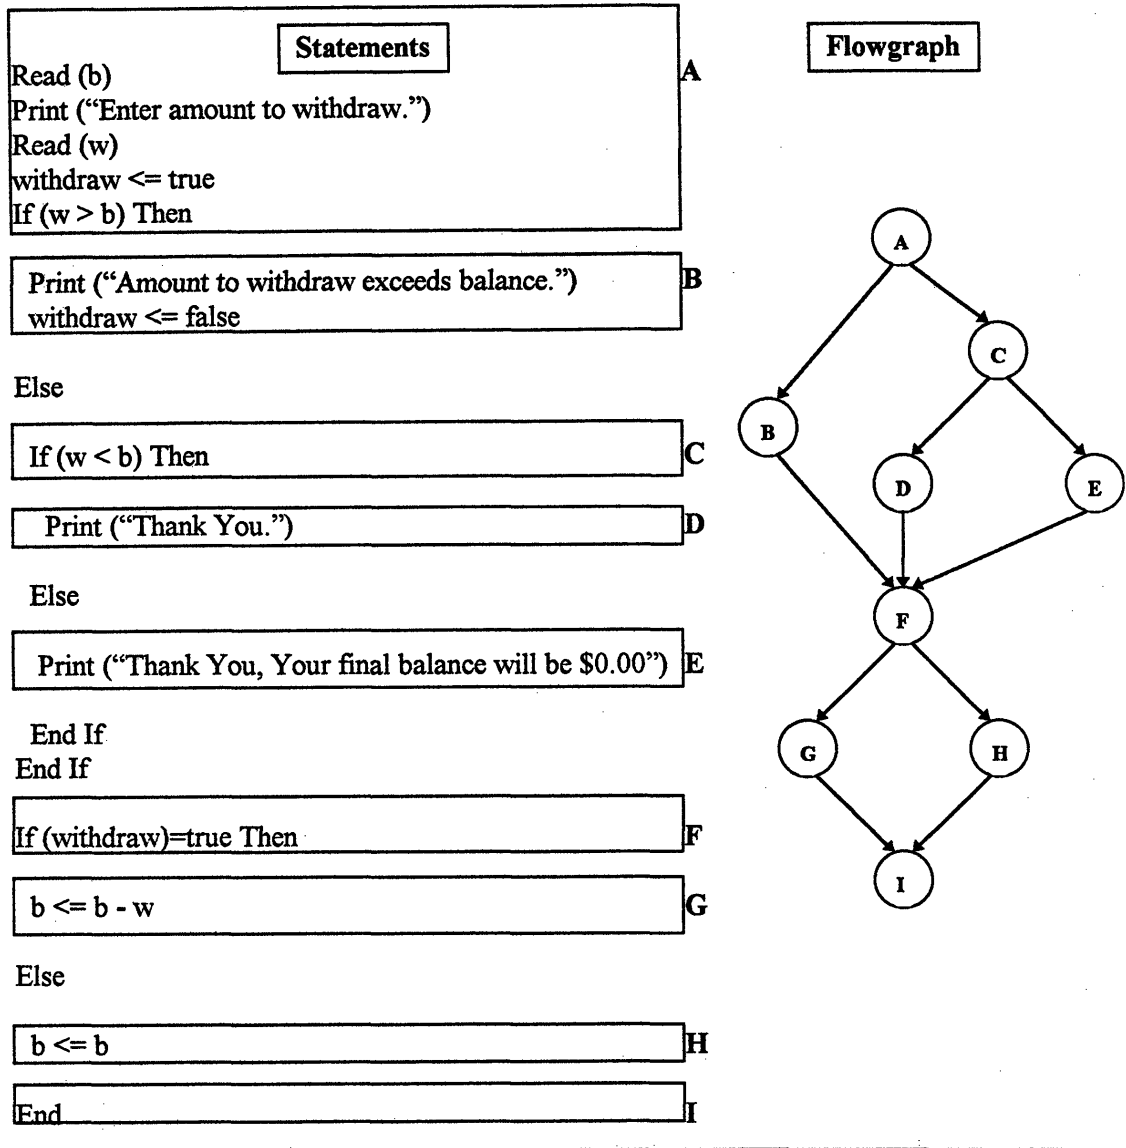 Statements
Read (b)
Print (“Enter amount to withdraw.”)
Read (w)
withdraw <= true
If (w > b) Then
A
Print (“Amount to withdraw exceeds balance.”)
withdraw <= false
B
Else
If (w < b) Then
C
Print (“Thank You.”)
D
Else
Print (“Thank You, Your final balance will be $0.00”)
E
End If
End If
If (withdraw)=true Then
F
b <= b - w
G
Else
b <= b
H
End
I
Flowgraph
A
C
B
D
E
F
G
H
I